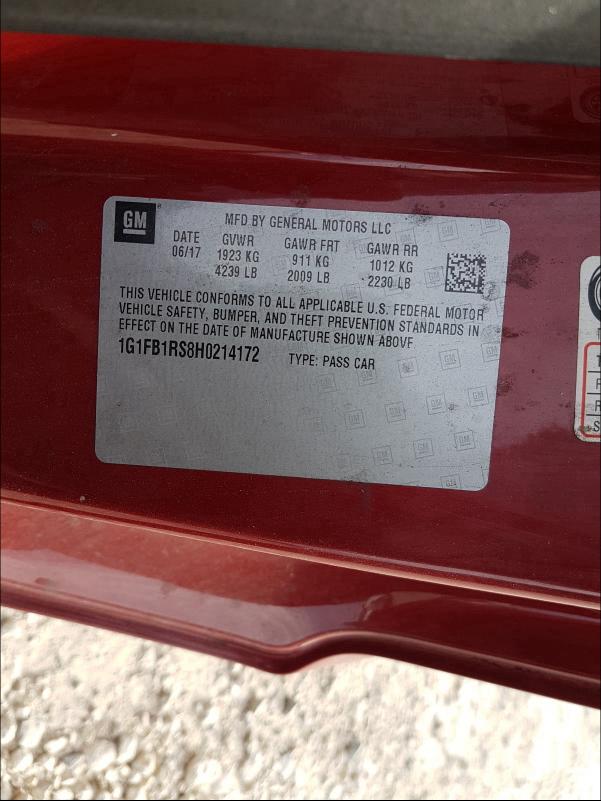 GM
MFD BY GENERAL MOTORS LLC
DATE GVWR GAWR FRT GAWR RR
06/17 1923 KG 911 KG 1012 KG
4239 LB 2009 LB 2230 LB
THIS VEHICLE CONFORMS TO ALL APPLICABLE U.S. FEDERAL MOTOR
VEHICLE SAFETY, BUMPER, AND THEFT PREVENTION STANDARDS IN
EFFECT ON THE DATE OF MANUFACTURE SHOWN ABOVE
1G1FB1RS8H0214172 TYPE: PASS CAR